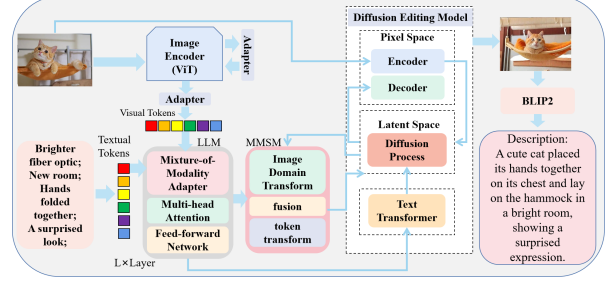 Image
Encoder
(ViT)
Adapter
Adapter
Visual Tokens
Textual
Tokens
LLM
Brighter
fiber optic;
New room;
Hands
folded
together;
A surprised
look;
Mixture-of-
Modality
Adapter
Multi-head
Attention
Feed-forward
Network
L×Layer
MMSM
Image
Domain
Transform
fusion
token
transform
Diffusion Editing Model
Pixel Space
Encoder
Decoder
Latent Space
Diffusion
Process
Text
Transformer
BLIP2
Description:
A cute cat placed
its hands together
on its chest and lay
on the hammock in
a bright room,
showing a
surprised
expression.